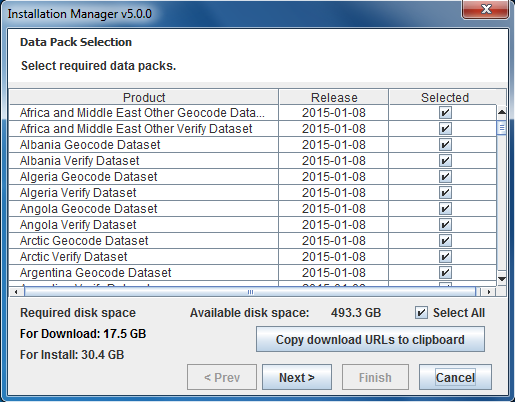 Installation Manager v5.0.0
Data Pack Selection
Select required data packs.
Product Release Selected
Africa and Middle East Other Geocode Data... 2015-01-08
Africa and Middle East Other Verify Dataset 2015-01-08
Albania Geocode Dataset 2015-01-08
Albania Verify Dataset 2015-01-08
Algeria Geocode Dataset 2015-01-08
Algeria Verify Dataset 2015-01-08
Angola Geocode Dataset 2015-01-08
Angola Verify Dataset 2015-01-08
Arctic Geocode Dataset 2015-01-08
Arctic Verify Dataset 2015-01-08
Argentina Geocode Dataset 2015-01-08
Required disk space Available disk space: 493.3 GB Select All
For Download: 17.5 GB
Copy download URLs to clipboard
For Install: 30.4 GB
< Prev Next > Finish Cancel